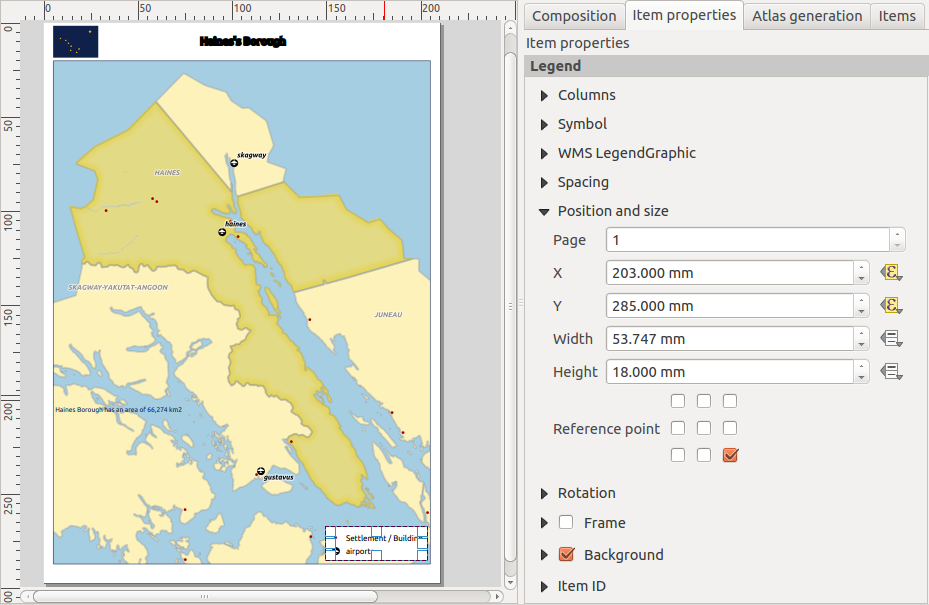 0 50 100 150 200
0
50
100
150
200
250
00
Haines's Borough
skagway
HAINES
haines
SKAGWAY-YAKUTAT-ANGOON
JUNEAU
Haines Borough has an area of 66,274 km2
gustavus
Settlement / Buildin
airport
Composition Item properties Atlas generation Items
Item properties
Legend
Columns
Symbol
WMS LegendGraphic
Spacing
Position and size
Page 1
X 203.000 mm
Y 285.000 mm
Width 53.747 mm
Height 18.000 mm
Reference point
Rotation
Frame
Background
Item ID